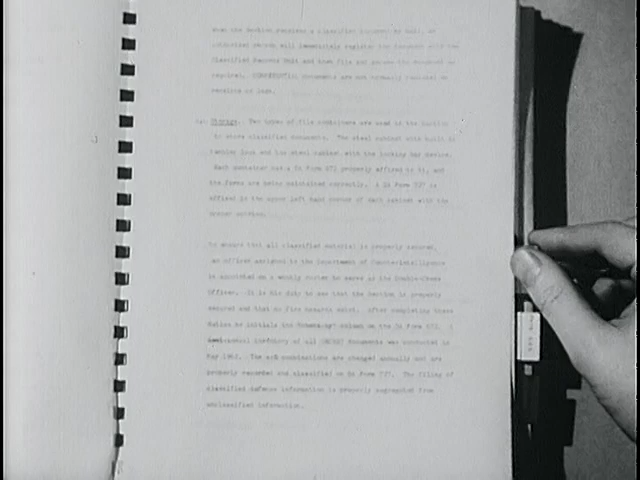 When the Section receives a classified document by mail, an
will immediately register the document with the
Classified Records Unit and then file and secure the document as
required. CONFIDENTIAL documents are not normally required to
receipts or logs.
Storage. Two types of file containers are used in the Section
to store classified documents. The steel cabinet with built in
lock and the steel cabinet with the locking bar device.
Each container has a DA Form 672 properly affixed to it, and
the forms are being maintained correctly. A DA Form 727 is
affixed in the upper left hand corner of each cabinet with the
proper entries.
To ensure that all classified material is properly secured,
an officer assigned to the Department of Counterintelligence
is appointed on a weekly roster to serve as the Double-Check
Officer. It is his duty to see that the Section is properly
secured and that no fire hazards exist. After completing these
duties he initials the column on the DA Form 672. A
inventory of all SECRET documents was conducted in
May 1966. The safe combinations are changed annually and are
properly recorded and classified on DA Form 727. The filing of
classified defense information is properly segregated from
unclassified information.